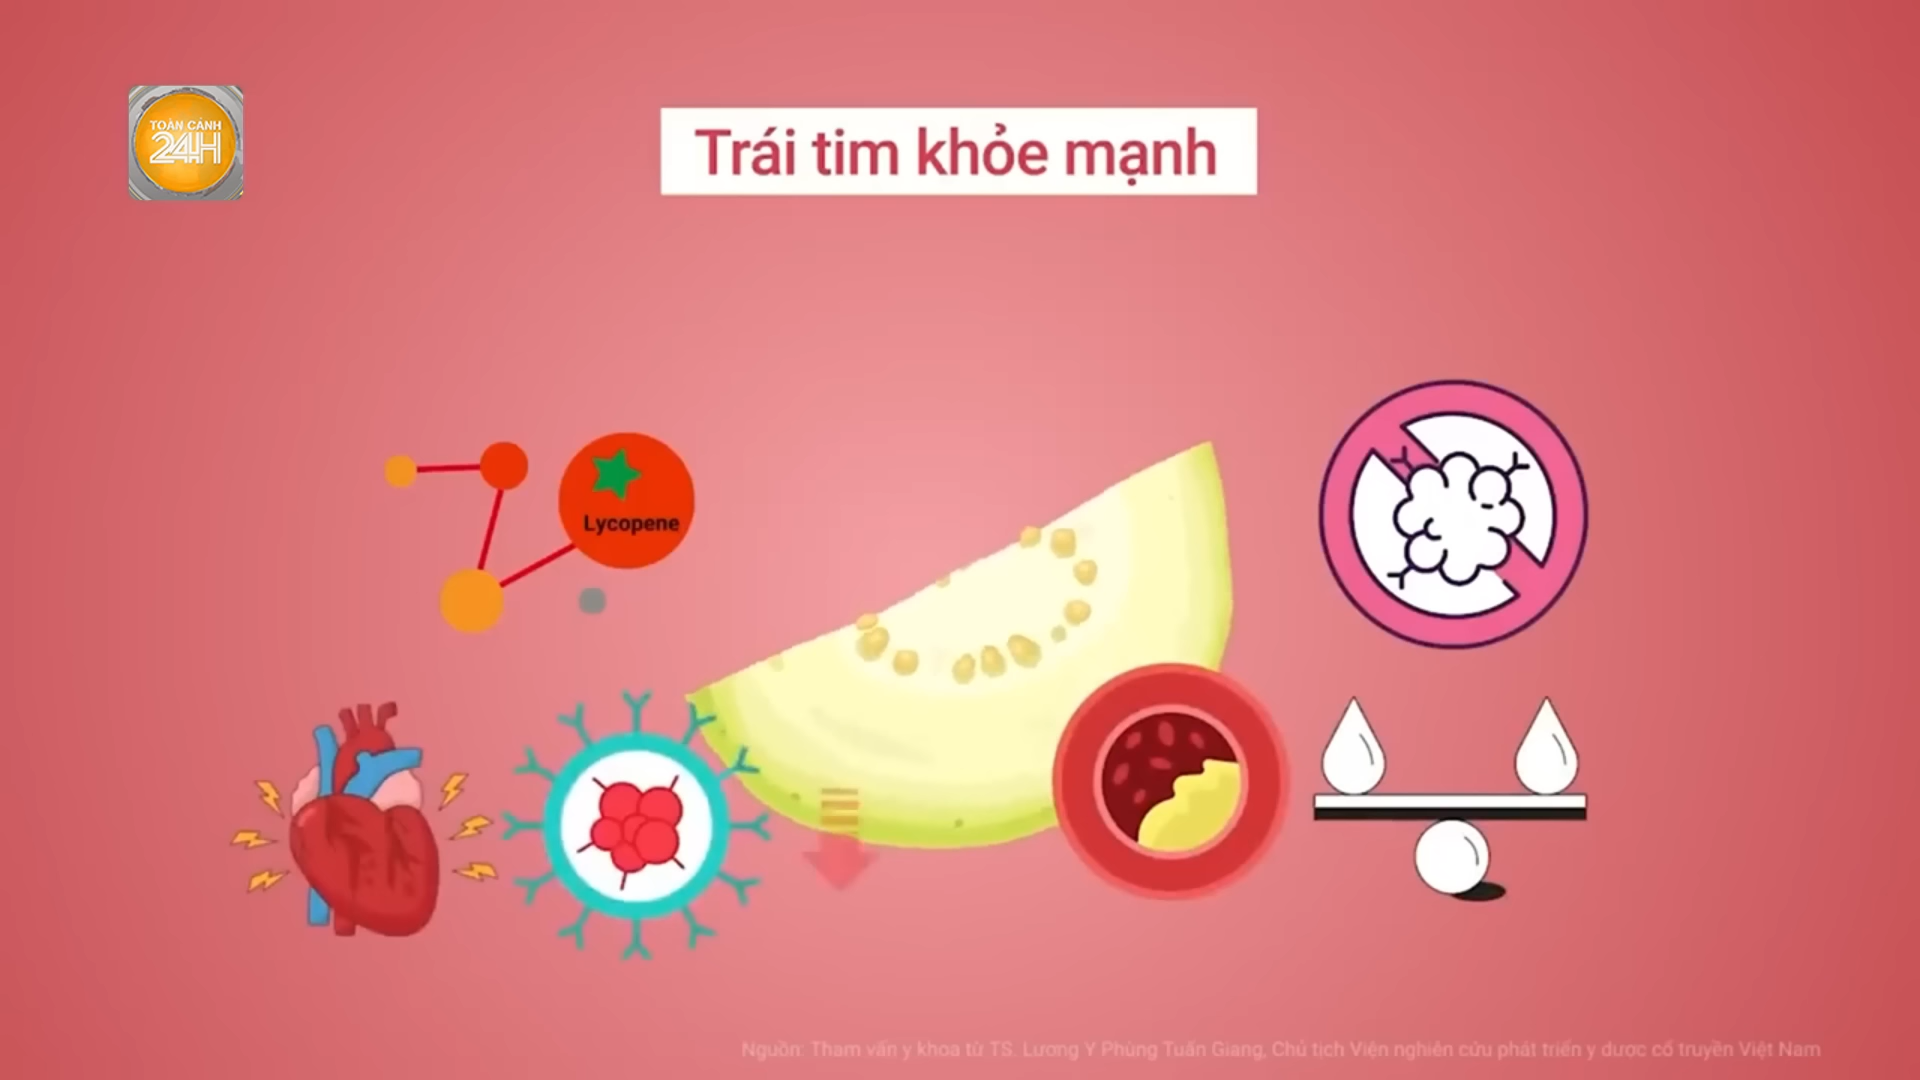 TOÀN CẢNH
24H
Trái tim khỏe mạnh
Lycopene
Nguồn: Tham vấn y khoa từ TS. Lương Y Phùng Tuấn Giang, Chủ tịch Viện nghiên cứu phát triển y dược cổ truyền Việt Nam